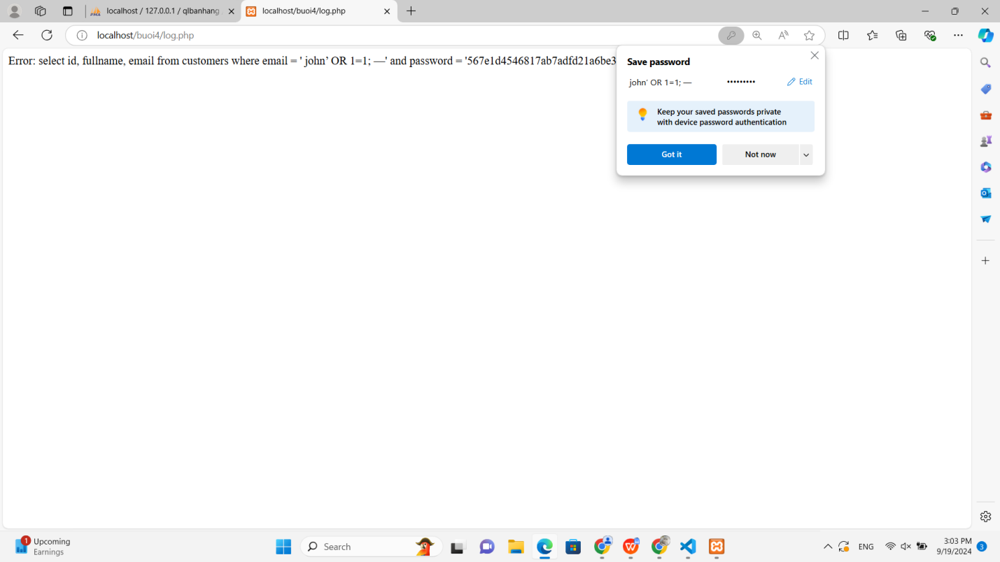 localhost / 127.0.0.1 / qlbanhang
localhost/buoi4/log.php
localhost/buoi4/log.php
Error: select id, fullname, email from customers where email = ' john’ OR 1=1; —' and password = '567e1d4546817ab7adfd21a6be3
Save password
john’ OR 1=1; —
•••••••••
Edit
Keep your saved passwords private
with device password authentication
Got it
Not now
1
Upcoming
Earnings
Search
ENG
3:03 PM
9/19/2024
3